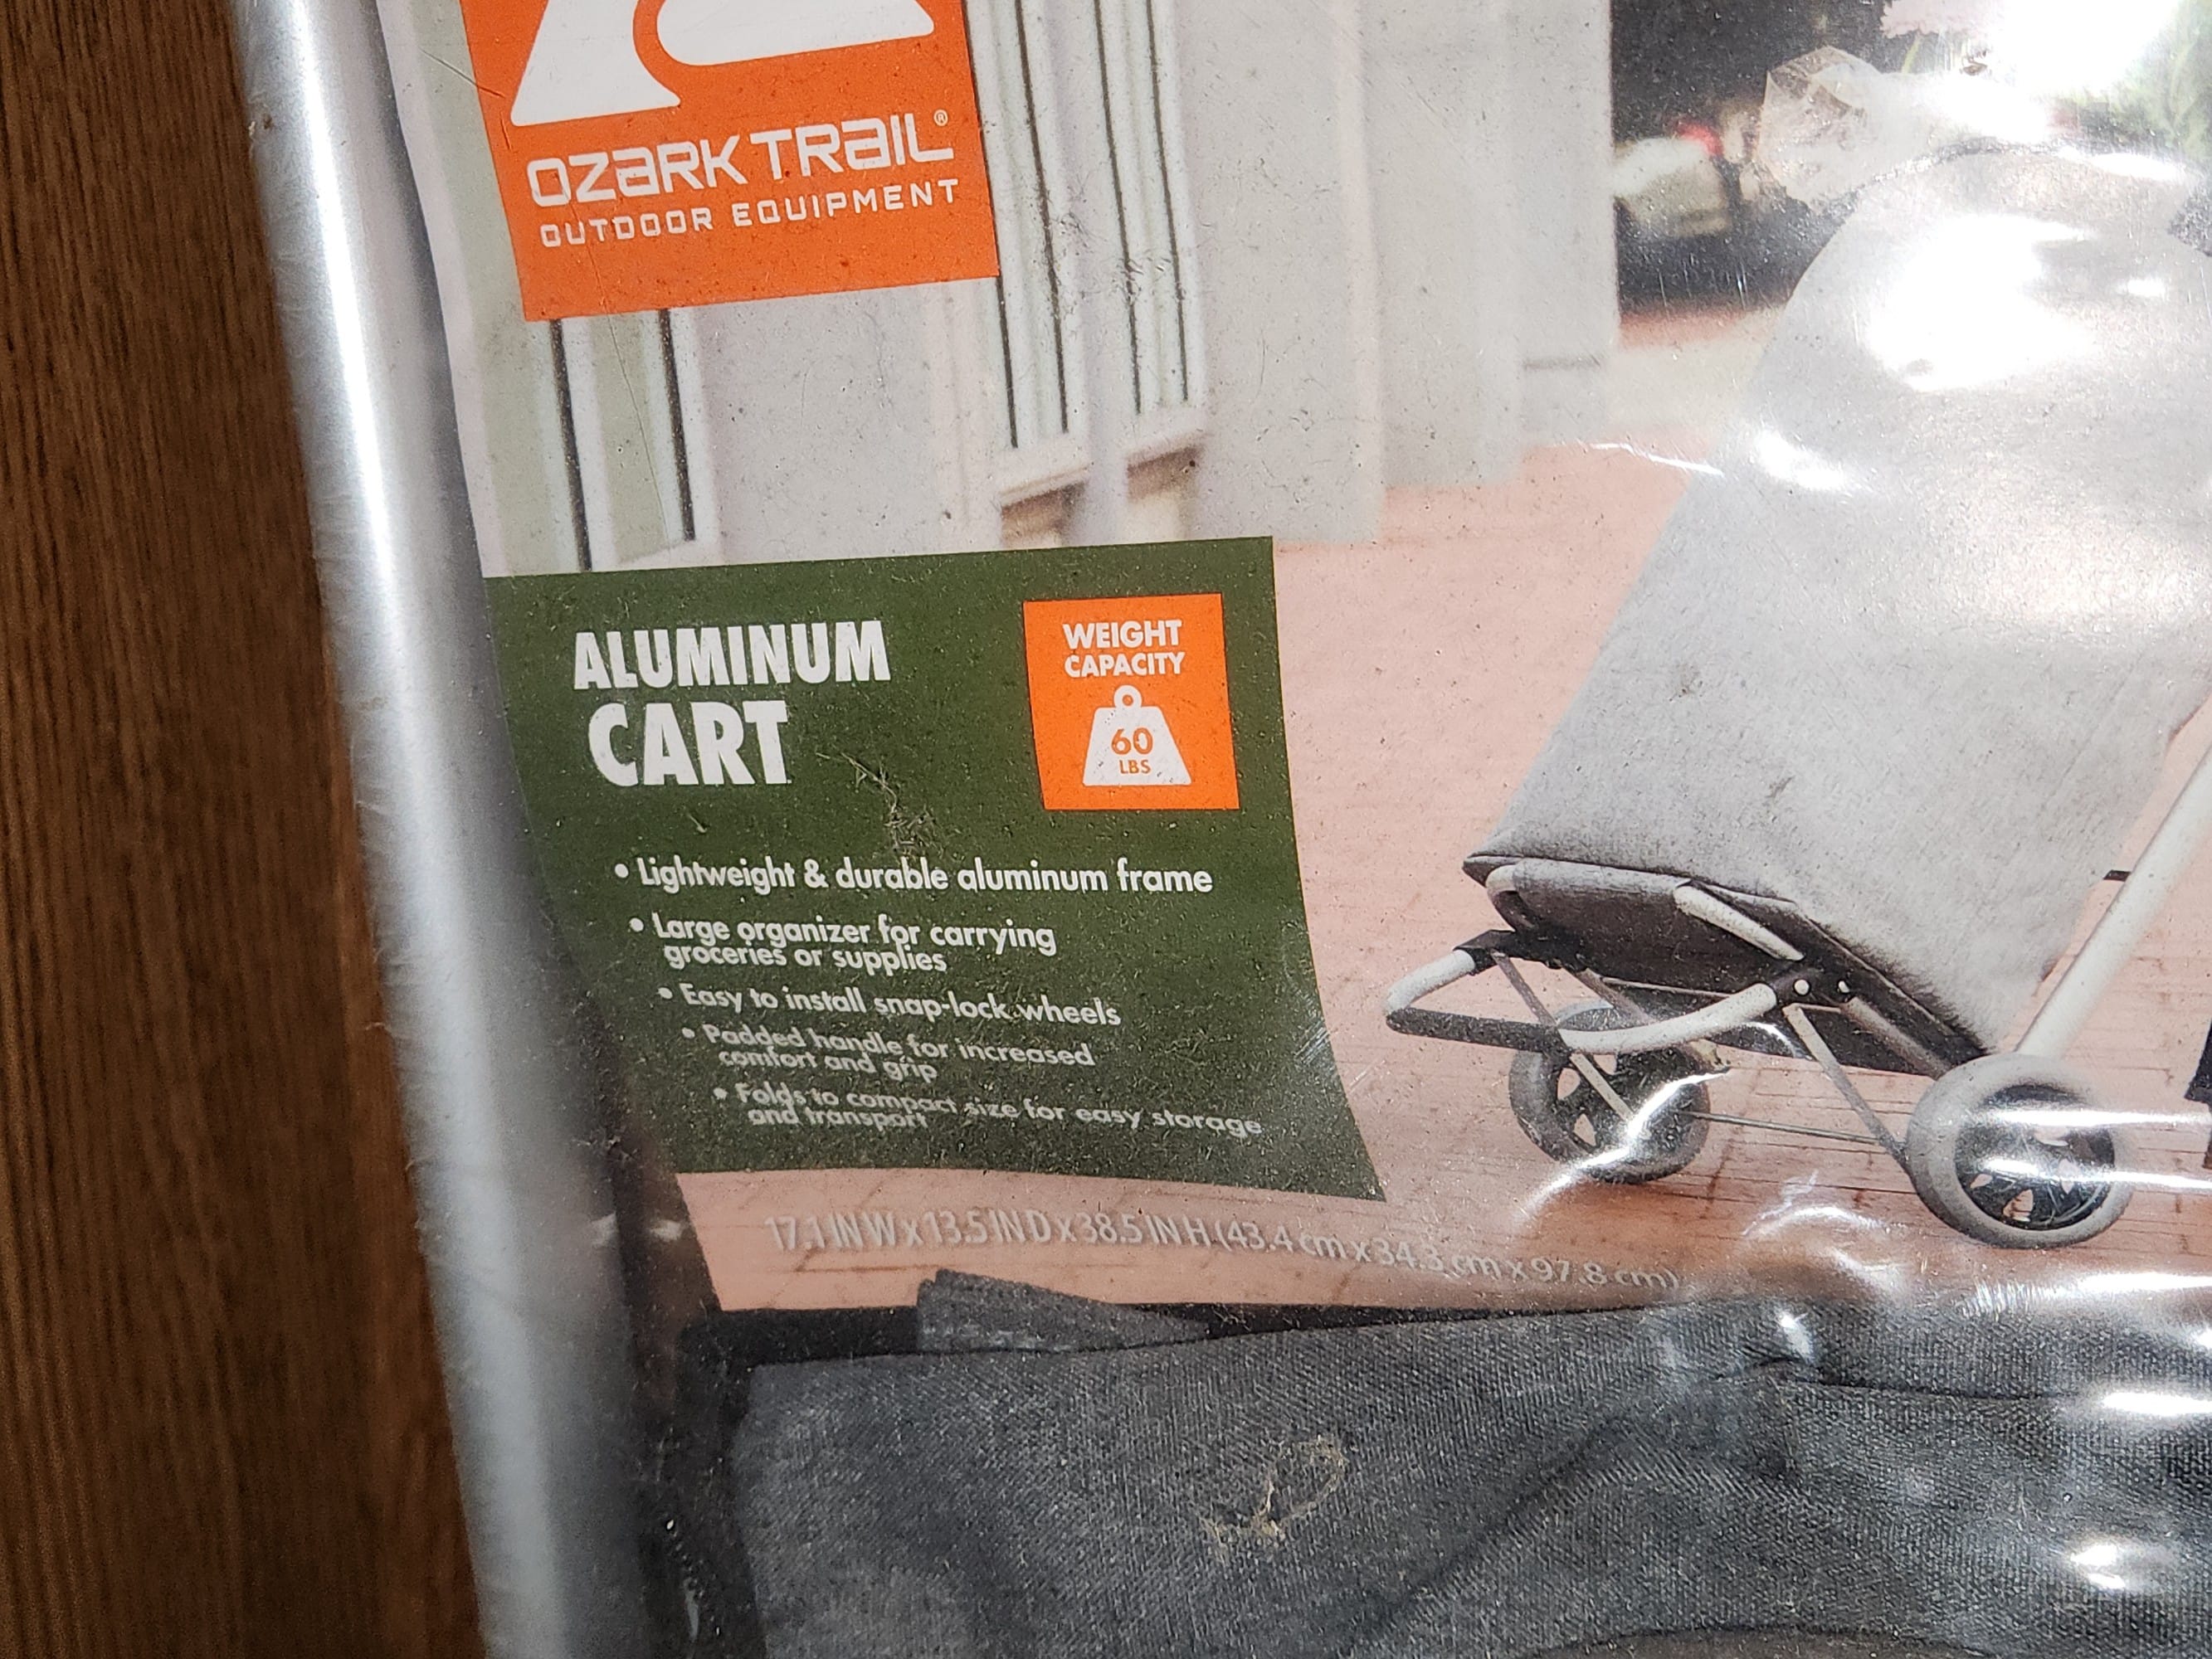 OZARK TRAIL®
OUTDOOR EQUIPMENT
ALUMINUM
CART
WEIGHT
CAPACITY
60
LBS
• Lightweight & durable aluminum frame
• Large organizer for carrying
groceries or supplies
• Easy to install snap-lock wheels
• Padded handle for increased
comfort and grip
• Folds to compact size for easy storage
and transport
17.1 IN W x 13.5 IN D x 38.5 IN H (43.4 cm x 34.3 cm x 97.8 cm)